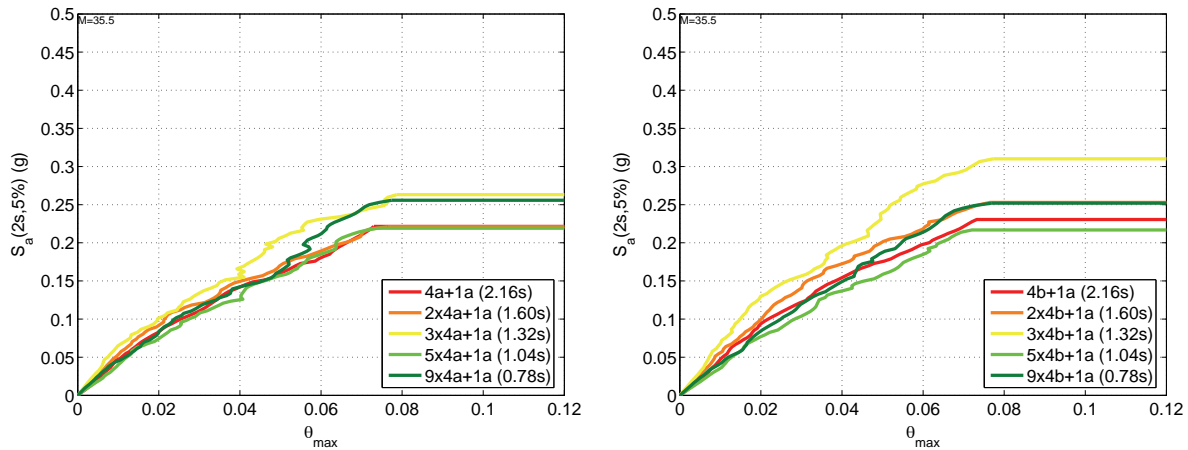 M=35.5
0.5
0.45
0.4
0.35
0.3
0.25
0.2
0.15
0.1
0.05
0
S_a(2s,5%) (g)
4a+1a (2.16s)
2x4a+1a (1.60s)
3x4a+1a (1.32s)
5x4a+1a (1.04s)
9x4a+1a (0.78s)
0 0.02 0.04 0.06 0.08 0.1 0.12
θ_max
M=35.5
0.5
0.45
0.4
0.35
0.3
0.25
0.2
0.15
0.1
0.05
0
S_a(2s,5%) (g)
4b+1a (2.16s)
2x4b+1a (1.60s)
3x4b+1a (1.32s)
5x4b+1a (1.04s)
9x4b+1a (0.78s)
0 0.02 0.04 0.06 0.08 0.1 0.12
θ_max